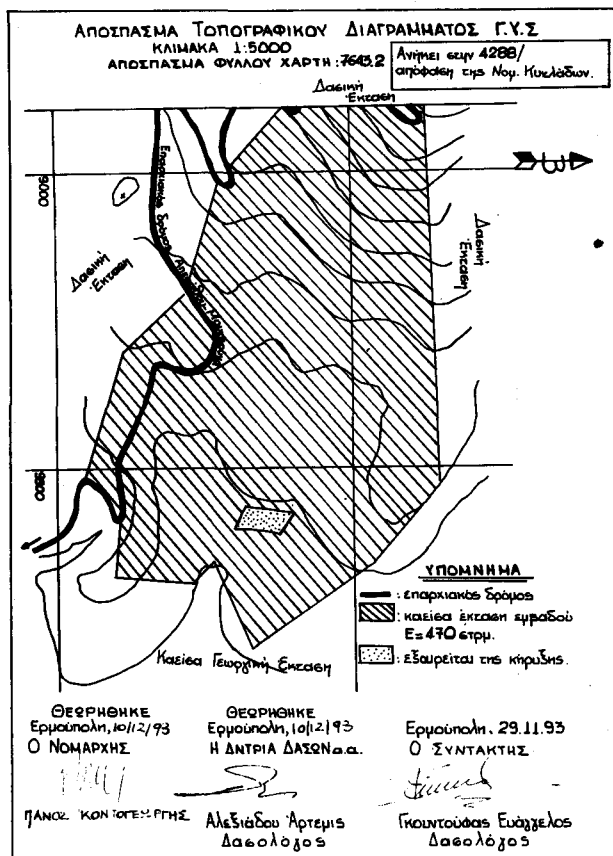 ΑΠΟΣΠΑΣΜΑ ΤΟΠΟΓΡΑΦΙΚΟΥ ΔΙΑΓΡΑΜΜΑΤΟΣ Γ.Υ.Σ
ΚΛΙΜΑΚΑ 1:5000
ΑΠΟΣΠΑΣΜΑ ΦΥΛΛΟΥ ΧΑΡΤΗ: 7643.2
Ανήκει στην 4288/
απόφαση της Νομ. Κυκλάδων.
Δασική
Έκταση
9000
Επαρχιακός δρόμος
Δασική
Έκταση
Δασική
Έκταση
ΥΠΟΜΝΗΜΑ
: επαρχιακός δρόμος
: καείσα έκταση εμβαδού
Ε=470 στρμ.
: εξαιρείται της κήρυξης.
Καείσα Γεωργική Έκταση
ΘΕΩΡΗΘΗΚΕ
Ερμούπολη, 10/12/93
Ο ΝΟΜΑΡΧΗΣ
ΠΑΝΟΣ ΚΟΝΤΟΓΕΩΡΓΗΣ
ΘΕΩΡΗΘΗΚΕ
Ερμούπολη, 10/12/93
Η ΔΝΤΡΙΑ ΔΑΣΩΝ α.α.
Αλεξιάδου Άρτεμις
Δασολόγος
Ερμούπολη, 29.11.93
Ο ΣΥΝΤΑΚΤΗΣ
Γκουντούφας Ευάγγελος
Δασολόγος